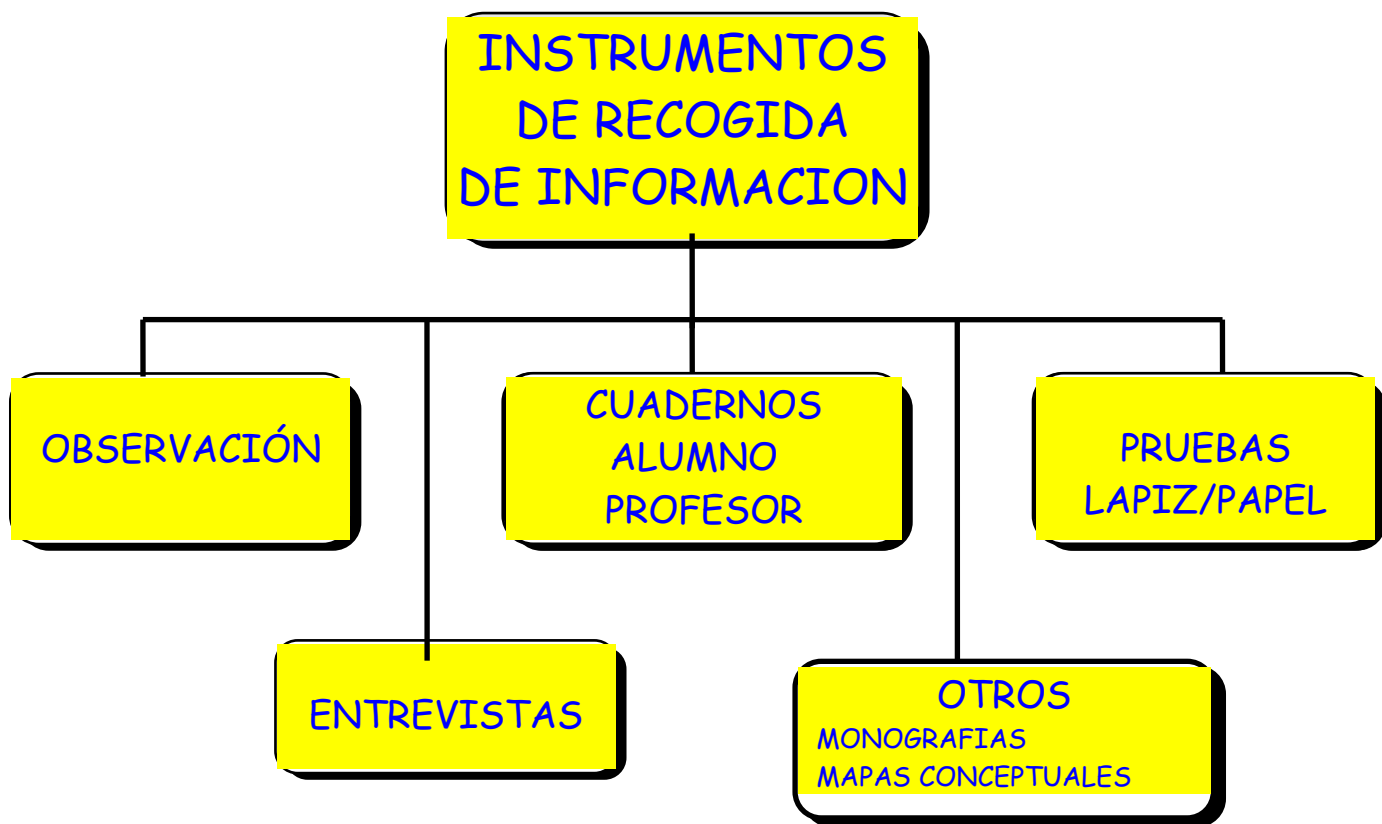 INSTRUMENTOS
DE RECOGIDA
DE INFORMACION
OBSERVACIÓN
CUADERNOS
ALUMNO
PROFESOR
PRUEBAS
LAPIZ/PAPEL
ENTREVISTAS
OTROS
MONOGRAFIAS
MAPAS CONCEPTUALES